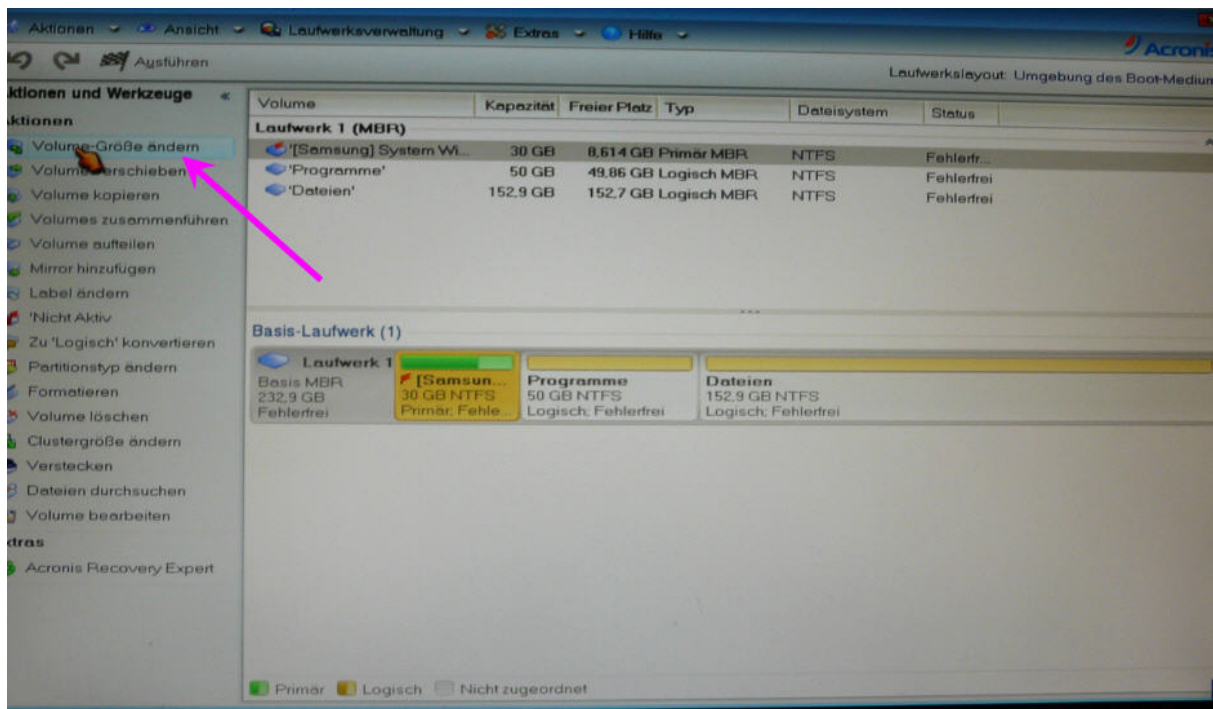 Aktionen Ansicht Laufwerksverwaltung Extras Hilfe
Acronis
Ausführen
Laufwerkslayout: Umgebung des Boot-Medium
ktionen und Werkzeuge «
Volume Kapazität Freier Platz Typ Dateisystem Status
ktionen
Laufwerk 1 (MBR)
Volume-Größe ändern
'[Samsung] System Wi... 30 GB 8,614 GB Primär MBR NTFS Fehlerfr...
Volume verschieben
'Programme' 50 GB 49,86 GB Logisch MBR NTFS Fehlerfrei
Volume kopieren
'Dateien' 152,9 GB 152,7 GB Logisch MBR NTFS Fehlerfrei
Volumes zusammenführen
Volume aufteilen
Mirror hinzufügen
Label ändern
'Nicht Aktiv
Basis-Laufwerk (1)
Zu 'Logisch' konvertieren
Partitionstyp ändern
Formatieren
Volume löschen
Clustergröße ändern
Verstecken
Dateien durchsuchen
Volume bearbeiten
xtras
Acronis Recovery Expert
Laufwerk 1
Basis MBR
232,9 GB
Fehlerfrei
[Samsun...
30 GB NTFS
Primär; Fehle...
Programme
50 GB NTFS
Logisch; Fehlerfrei
Dateien
152,9 GB NTFS
Logisch; Fehlerfrei
Primär Logisch Nicht zugeordnet